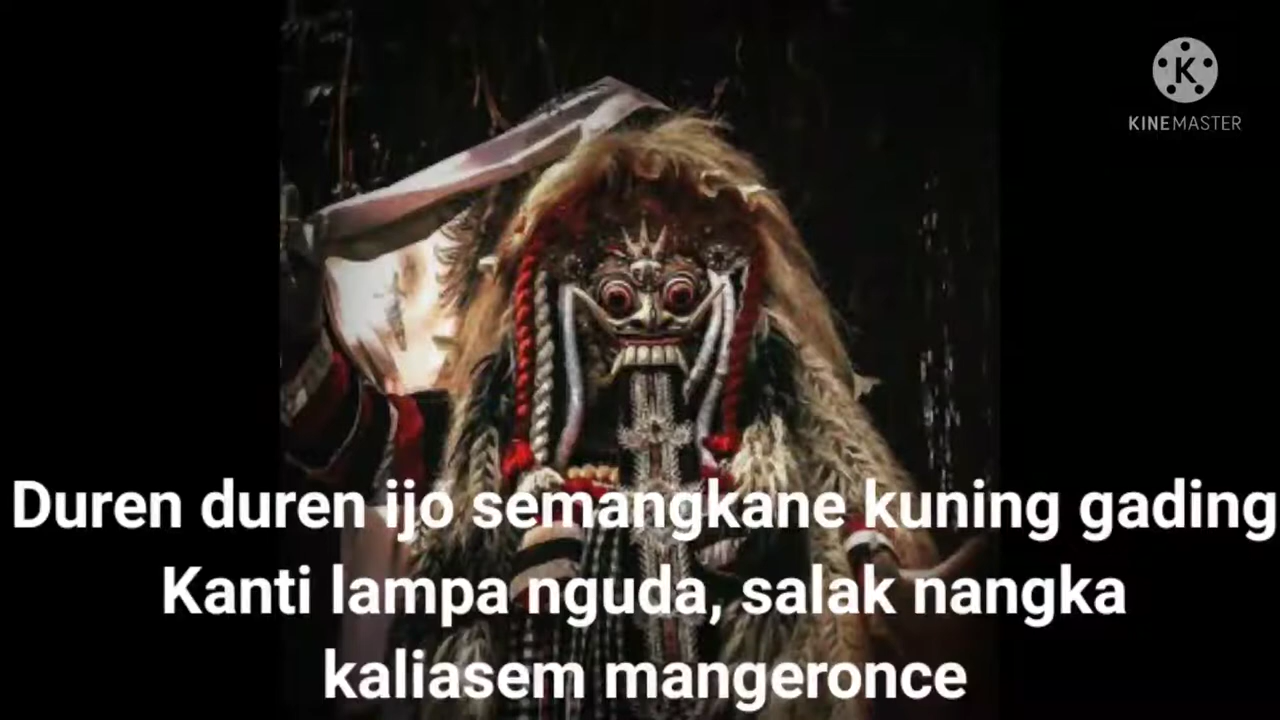 KINEMASTER
Duren duren ijo semangkane kuning gading
Kanti lampa nguda, salak nangka
kaliasem mangeronce